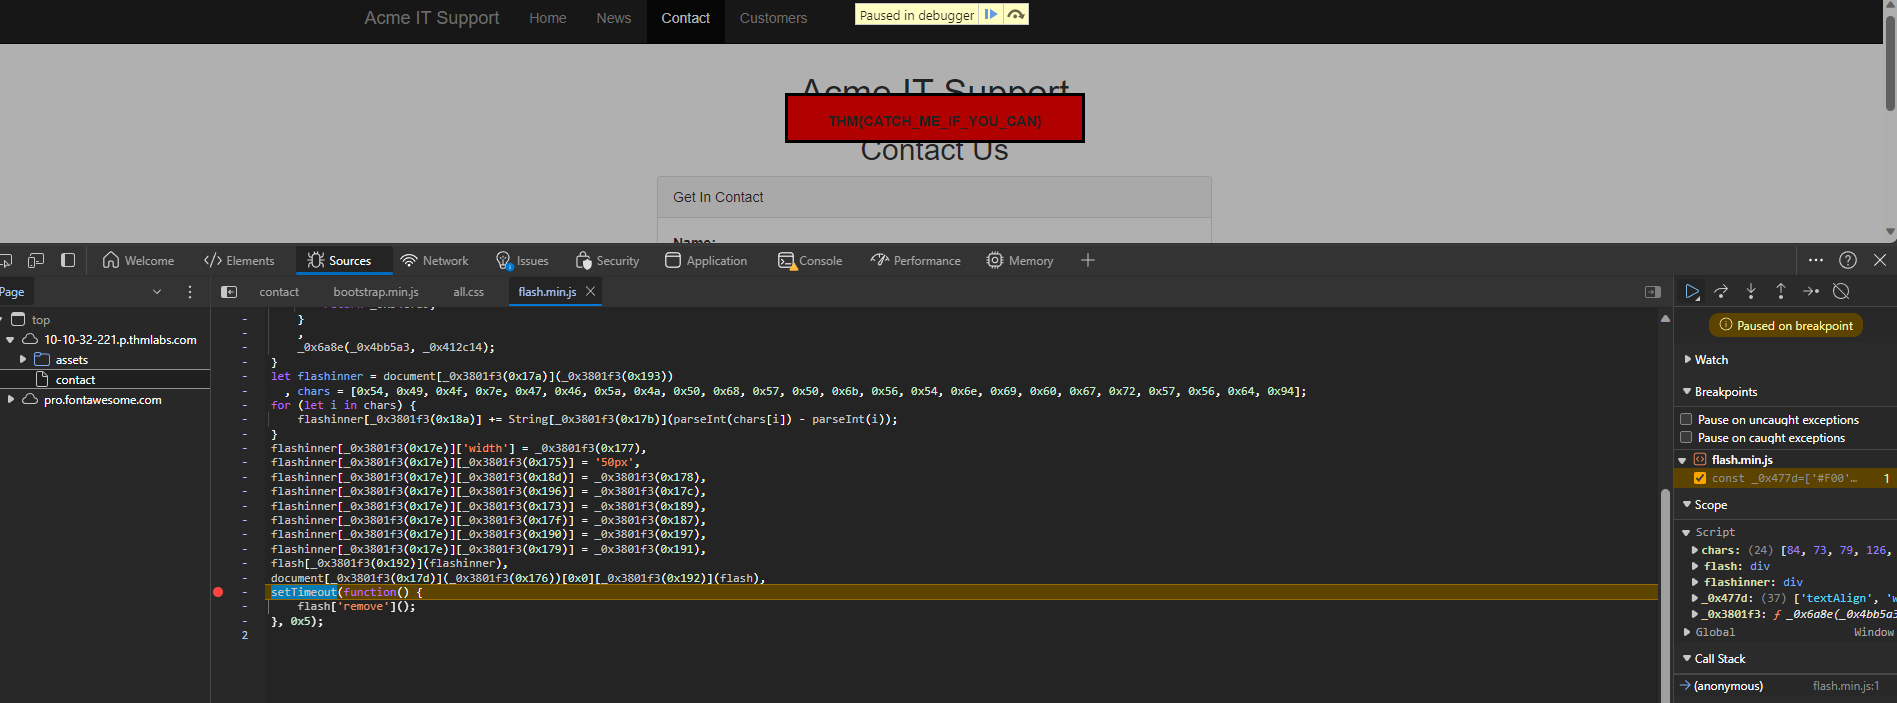 Acme IT Support Home News Contact Customers Paused in debugger
Acme IT Support
THM{CATCH_ME_IF_YOU_CAN}
Contact Us
Get In Contact
Name:
Welcome Elements Sources Network Issues Security Application Console Performance Memory
Page contact bootstrap.min.js all.css flash.min.js
top
10-10-32-221.p.thmlabs.com
assets
contact
pro.fontawesome.com
}
,
_0x6a8e(_0x4bb5a3, _0x412c14);
}
let flashinner = document[_0x3801f3(0x17a)](_0x3801f3(0x193))
, chars = [0x54, 0x49, 0x4f, 0x7e, 0x47, 0x46, 0x5a, 0x4a, 0x50, 0x68, 0x57, 0x50, 0x6b, 0x56, 0x54, 0x6e, 0x69, 0x60, 0x67, 0x72, 0x57, 0x56, 0x64, 0x94];
for (let i in chars) {
flashinner[_0x3801f3(0x18a)] += String[_0x3801f3(0x17b)](parseInt(chars[i]) - parseInt(i));
}
flashinner[_0x3801f3(0x17e)]['width'] = _0x3801f3(0x177),
flashinner[_0x3801f3(0x17e)][_0x3801f3(0x175)] = '50px',
flashinner[_0x3801f3(0x17e)][_0x3801f3(0x18d)] = _0x3801f3(0x178),
flashinner[_0x3801f3(0x17e)][_0x3801f3(0x196)] = _0x3801f3(0x17c),
flashinner[_0x3801f3(0x17e)][_0x3801f3(0x173)] = _0x3801f3(0x189),
flashinner[_0x3801f3(0x17e)][_0x3801f3(0x17f)] = _0x3801f3(0x187),
flashinner[_0x3801f3(0x17e)][_0x3801f3(0x190)] = _0x3801f3(0x197),
flashinner[_0x3801f3(0x17e)][_0x3801f3(0x179)] = _0x3801f3(0x191),
flash[_0x3801f3(0x192)](flashinner),
document[_0x3801f3(0x17d)](_0x3801f3(0x176))[0x0][_0x3801f3(0x192)](flash),
setTimeout(function() {
flash['remove']();
}, 0x5);
2
Paused on breakpoint
Watch
Breakpoints
Pause on uncaught exceptions
Pause on caught exceptions
flash.min.js
const _0x477d=['#F00'… 1
Scope
Script
chars: (24) [84, 73, 79, 126,
flash: div
flashinner: div
_0x477d: (37) ['textAlign', 'w
_0x3801f3: ƒ _0x6a8e(_0x4bb5a3
Global Window
Call Stack
(anonymous) flash.min.js:1